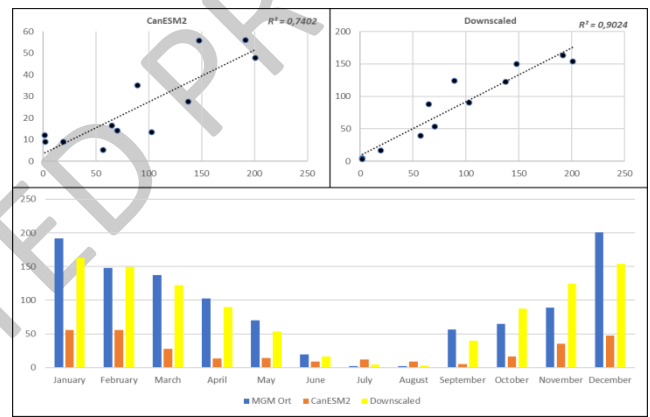 CanESM2
R² = 0,7402
60
50
40
30
20
10
0
0 50 100 150 200 250
Downscaled
R² = 0,9024
200
150
100
50
0
0 50 100 150 200 250
250
200
150
100
50
0
January February March April May June July August September October November December
MGM Ort CanESM2 Downscaled
TED PR